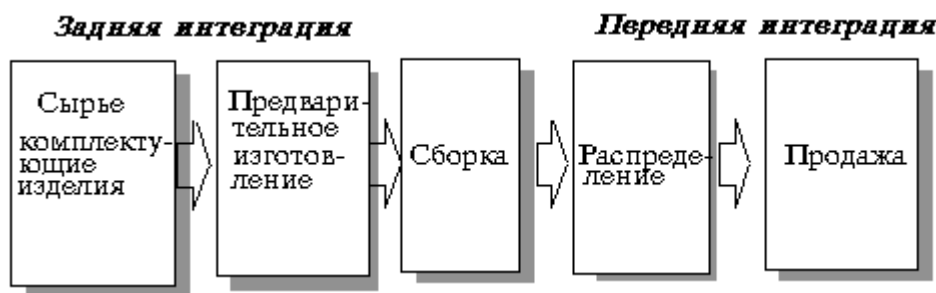 Задняя интеграция
Передняя интеграция
Сырье
комплекту-
ющие
изделия
Предвари-
тельное
изготов-
ление
Сборка
Распреде-
ление
Продажа